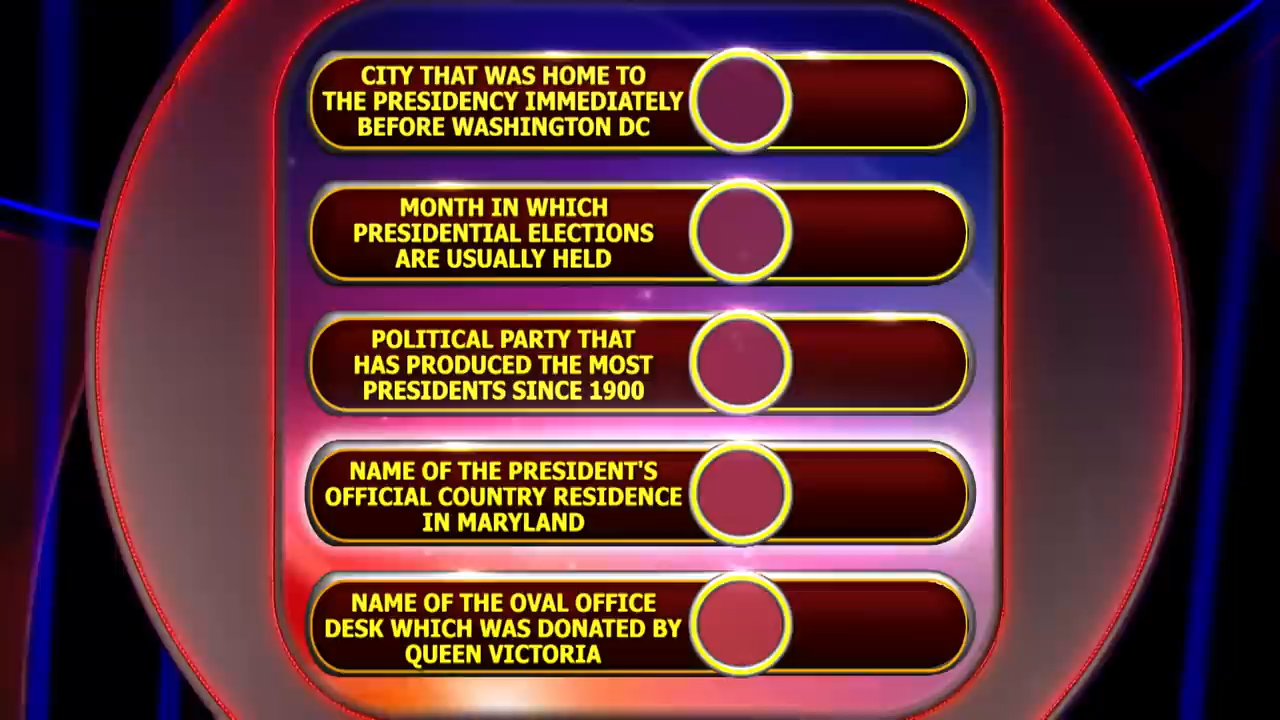 CITY THAT WAS HOME TO
THE PRESIDENCY IMMEDIATELY
BEFORE WASHINGTON DC
MONTH IN WHICH
PRESIDENTIAL ELECTIONS
ARE USUALLY HELD
POLITICAL PARTY THAT
HAS PRODUCED THE MOST
PRESIDENTS SINCE 1900
NAME OF THE PRESIDENT'S
OFFICIAL COUNTRY RESIDENCE
IN MARYLAND
NAME OF THE OVAL OFFICE
DESK WHICH WAS DONATED BY
QUEEN VICTORIA